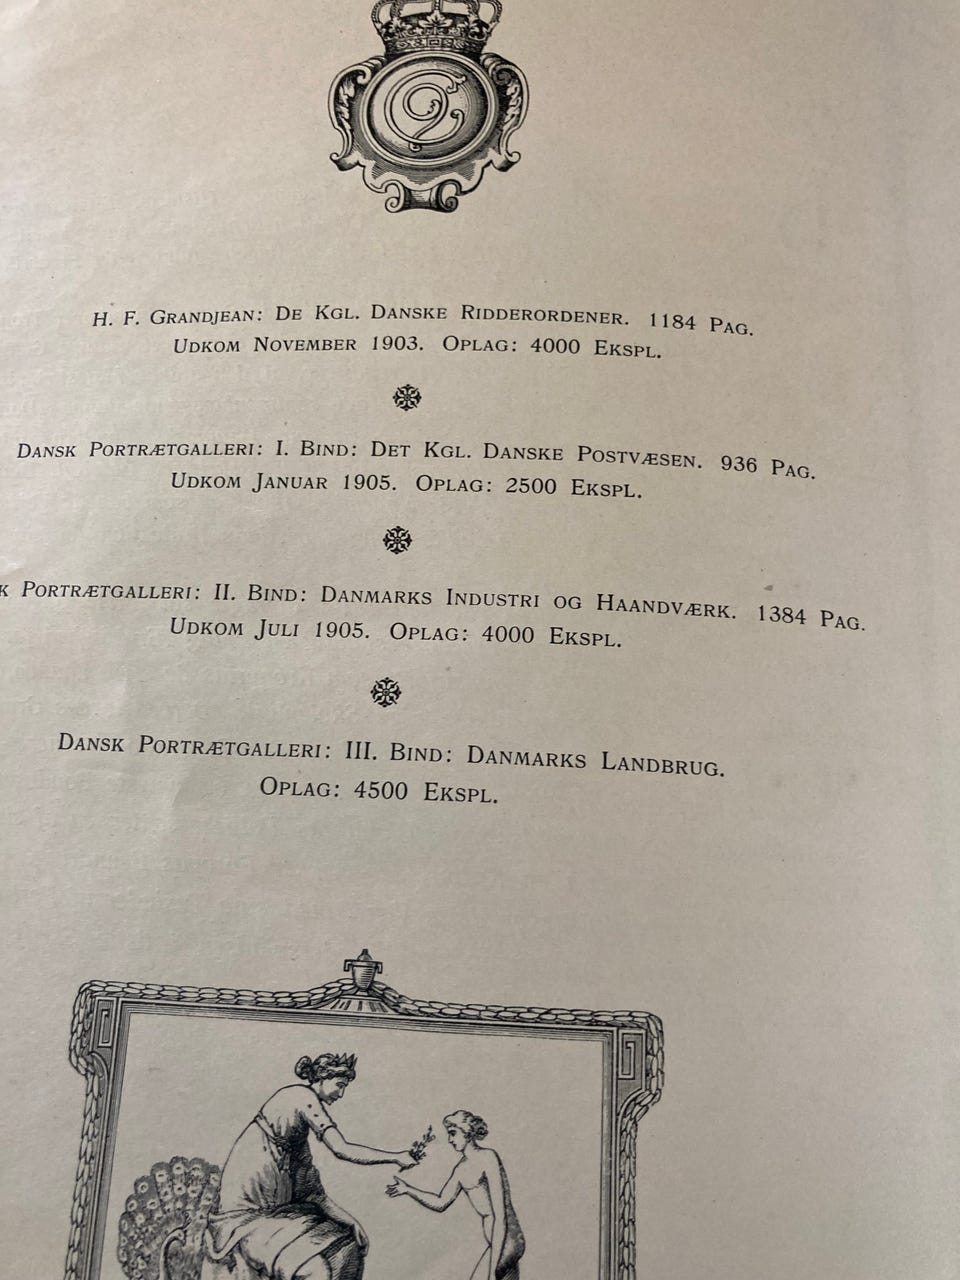 H. F. Grandjean: De Kgl. Danske Ridderordener. 1184 Pag.
Udkom November 1903. Oplag: 4000 Ekspl.
Dansk Portrætgalleri: I. Bind: Det Kgl. Danske Postvæsen. 936 Pag.
Udkom Januar 1905. Oplag: 2500 Ekspl.
k Portrætgalleri: II. Bind: Danmarks Industri og Haandværk. 1384 Pag.
Udkom Juli 1905. Oplag: 4000 Ekspl.
Dansk Portrætgalleri: III. Bind: Danmarks Landbrug.
Oplag: 4500 Ekspl.